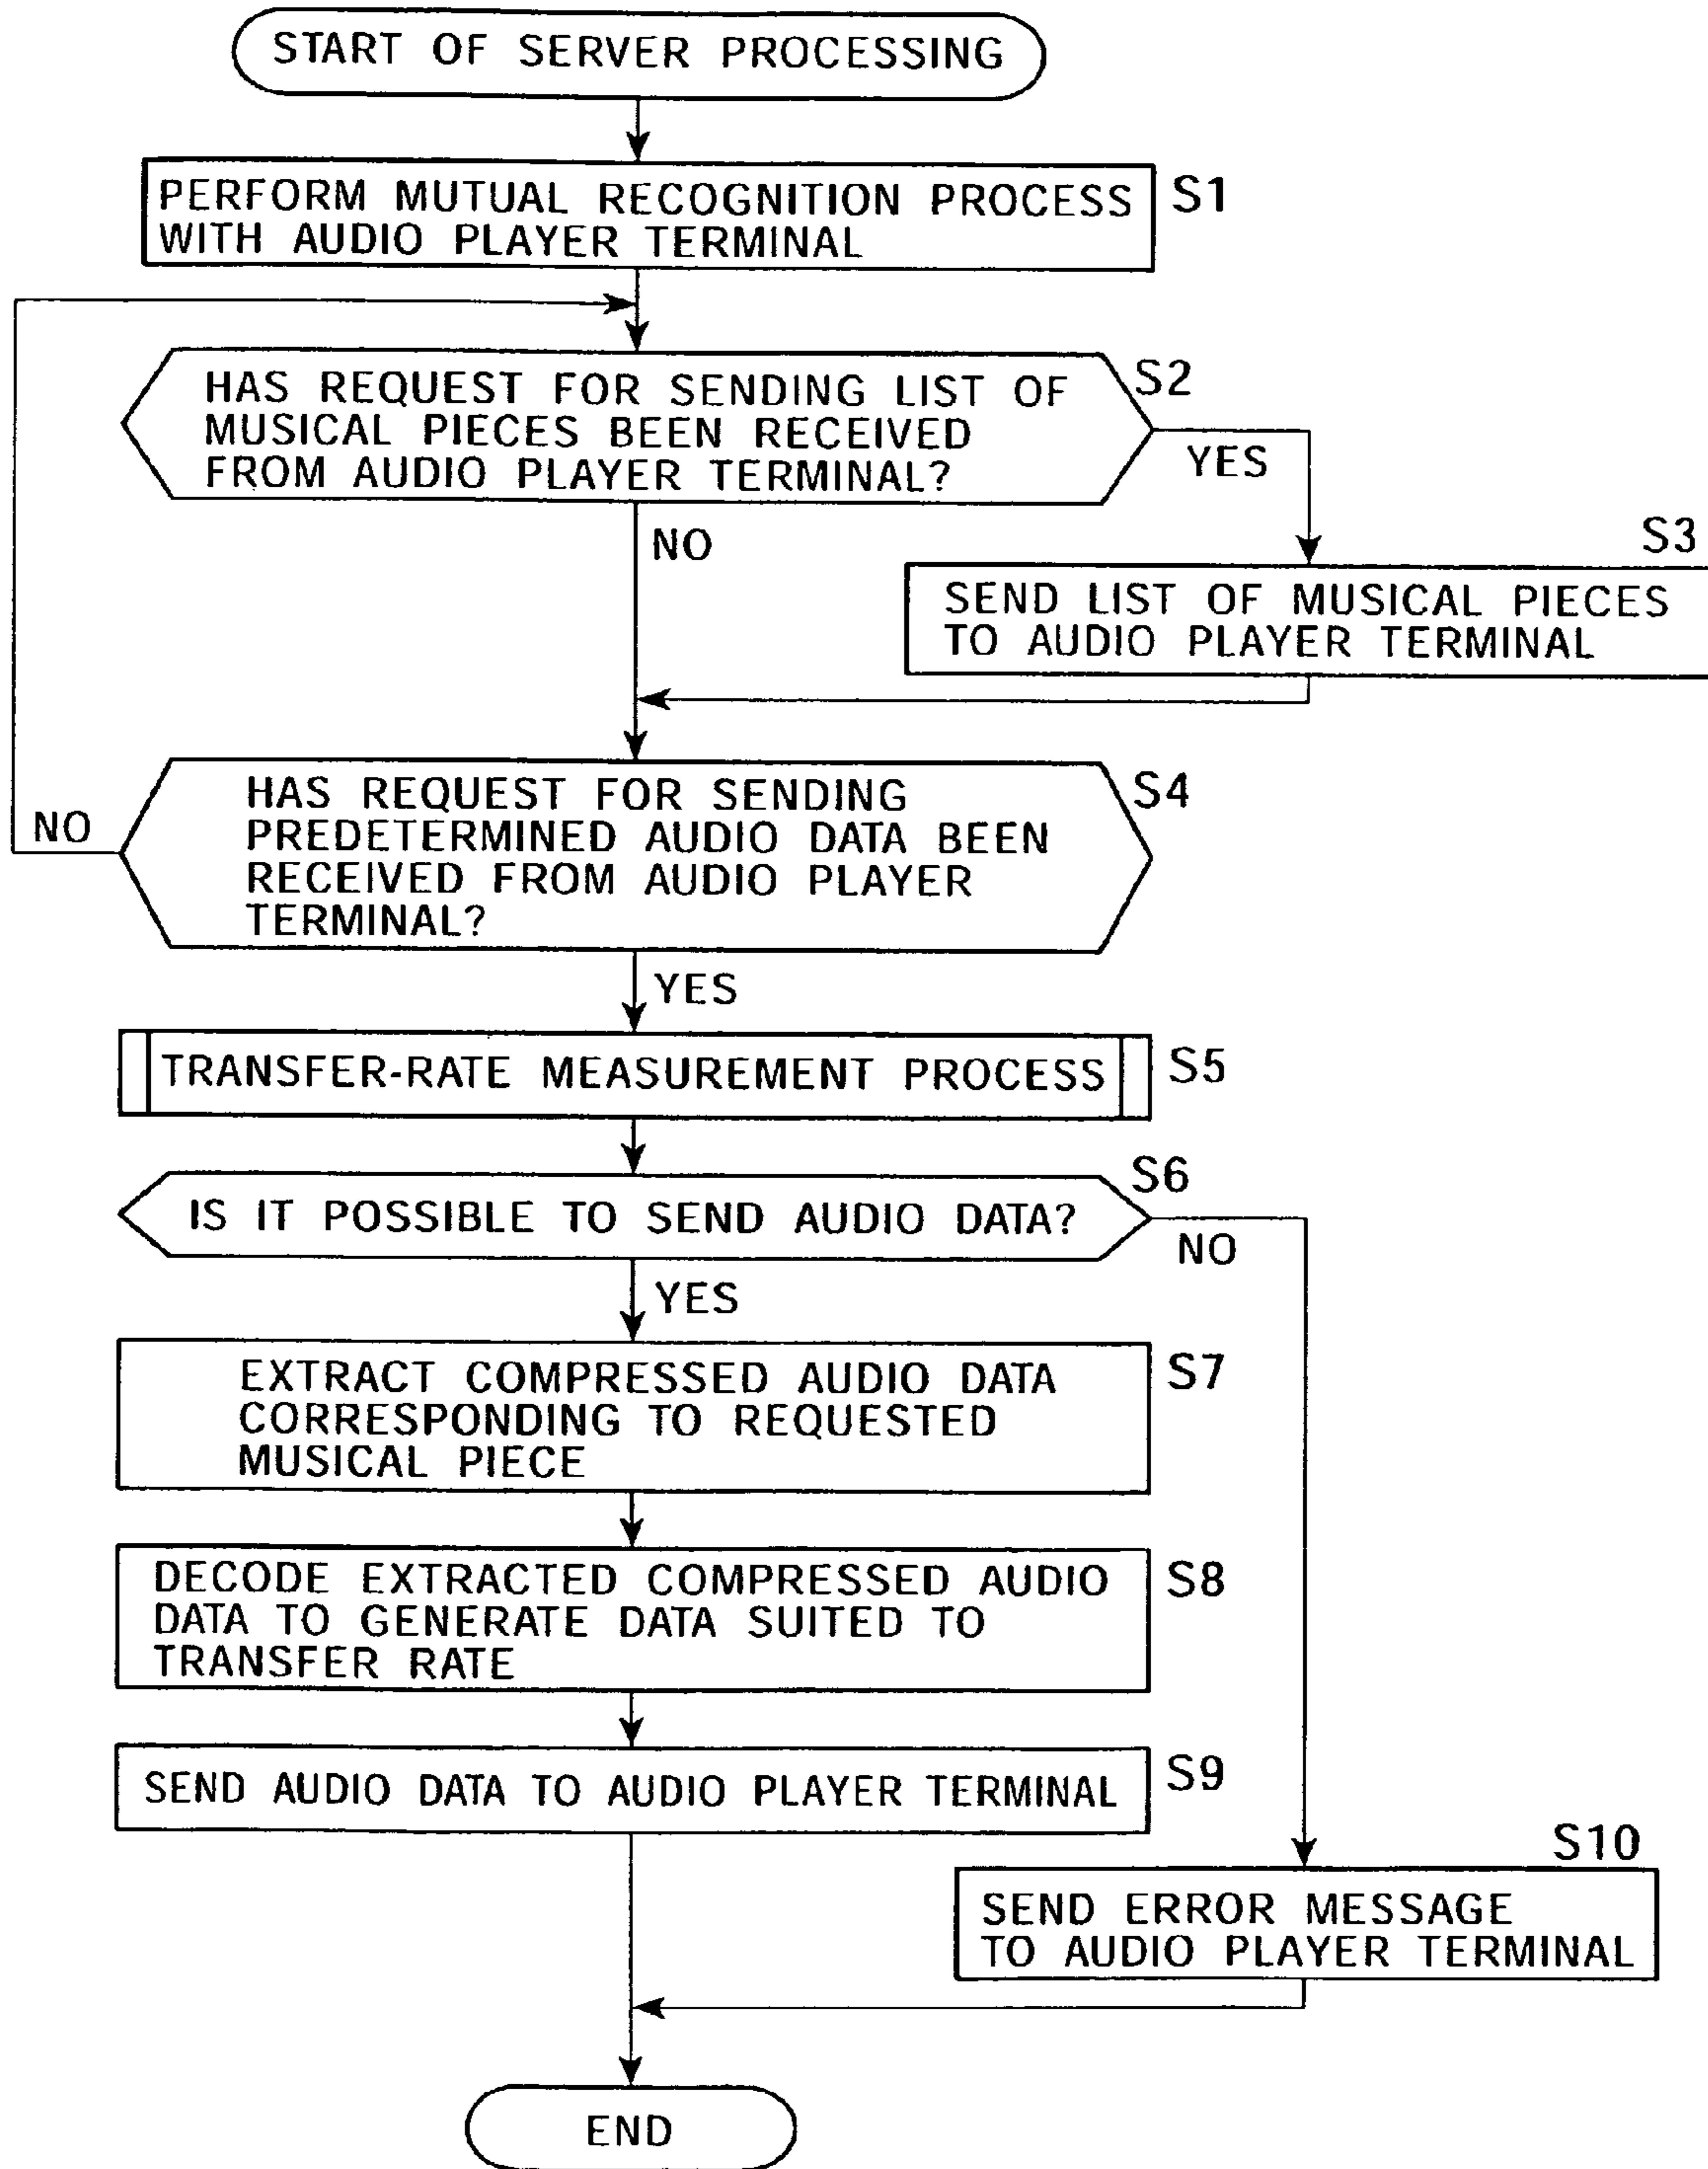 START OF SERVER PROCESSING
PERFORM MUTUAL RECOGNITION PROCESS
WITH AUDIO PLAYER TERMINAL
S1
HAS REQUEST FOR SENDING LIST OF
MUSICAL PIECES BEEN RECEIVED
FROM AUDIO PLAYER TERMINAL?
S2
YES
NO
S3
SEND LIST OF MUSICAL PIECES
TO AUDIO PLAYER TERMINAL
HAS REQUEST FOR SENDING
PREDETERMINED AUDIO DATA BEEN
RECEIVED FROM AUDIO PLAYER
TERMINAL?
S4
NO
YES
TRANSFER-RATE MEASUREMENT PROCESS
S5
IS IT POSSIBLE TO SEND AUDIO DATA?
S6
NO
YES
EXTRACT COMPRESSED AUDIO DATA
CORRESPONDING TO REQUESTED
MUSICAL PIECE
S7
DECODE EXTRACTED COMPRESSED AUDIO
DATA TO GENERATE DATA SUITED TO
TRANSFER RATE
S8
SEND AUDIO DATA TO AUDIO PLAYER TERMINAL
S9
S10
SEND ERROR MESSAGE
TO AUDIO PLAYER TERMINAL
END